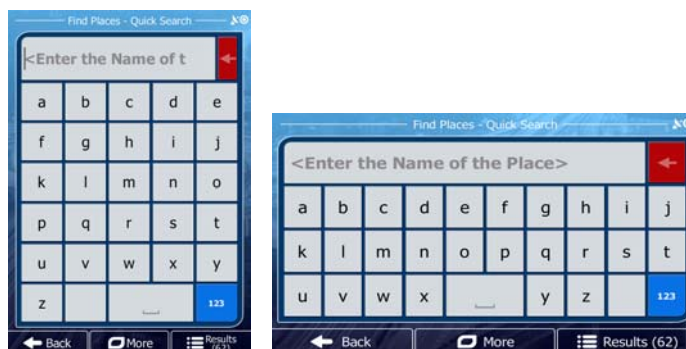 Find Places - Quick Search
<Enter the Name of t
a b c d e
f g h i j
k l m n o
p q r s t
u v w x y
z 123
Back More Results
(62)
Find Places - Quick Search
<Enter the Name of the Place>
a b c d e f g h i j
k l m n o p q r s t
u v w x y z 123
Back More Results (62)